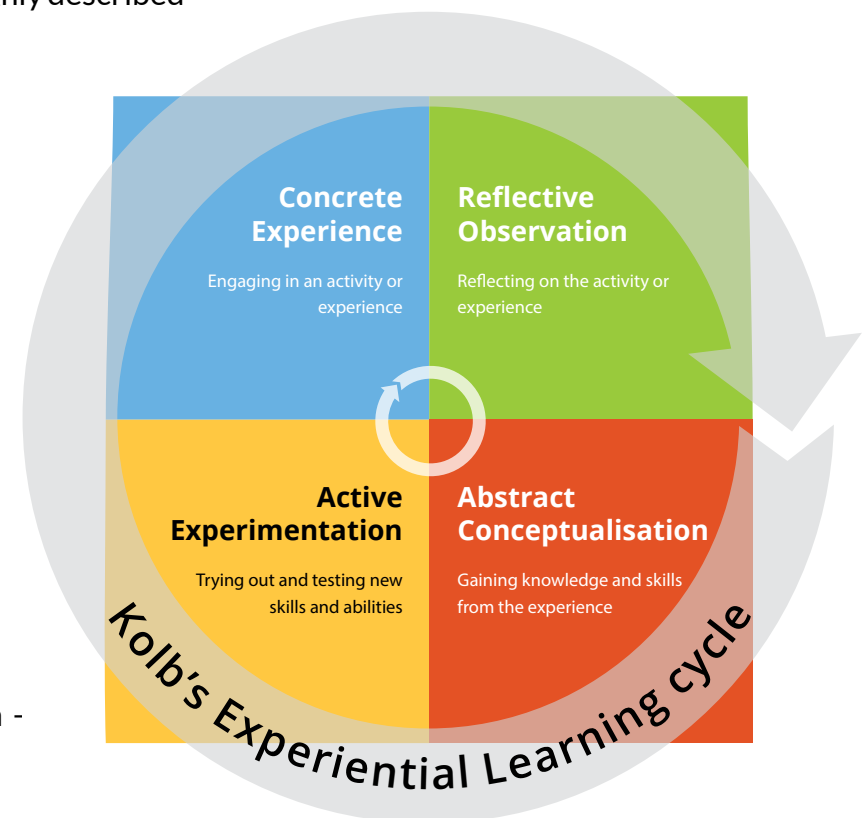 described
Concrete
Experience
Engaging in an activity or
experience
Reflective
Observation
Reflecting on the activity or
experience
Active
Experimentation
Trying out and testing new
skills and abilities
Abstract
Conceptualisation
Gaining knowledge and skills
from the experience
-
Kolb's Experiential Learning cycle